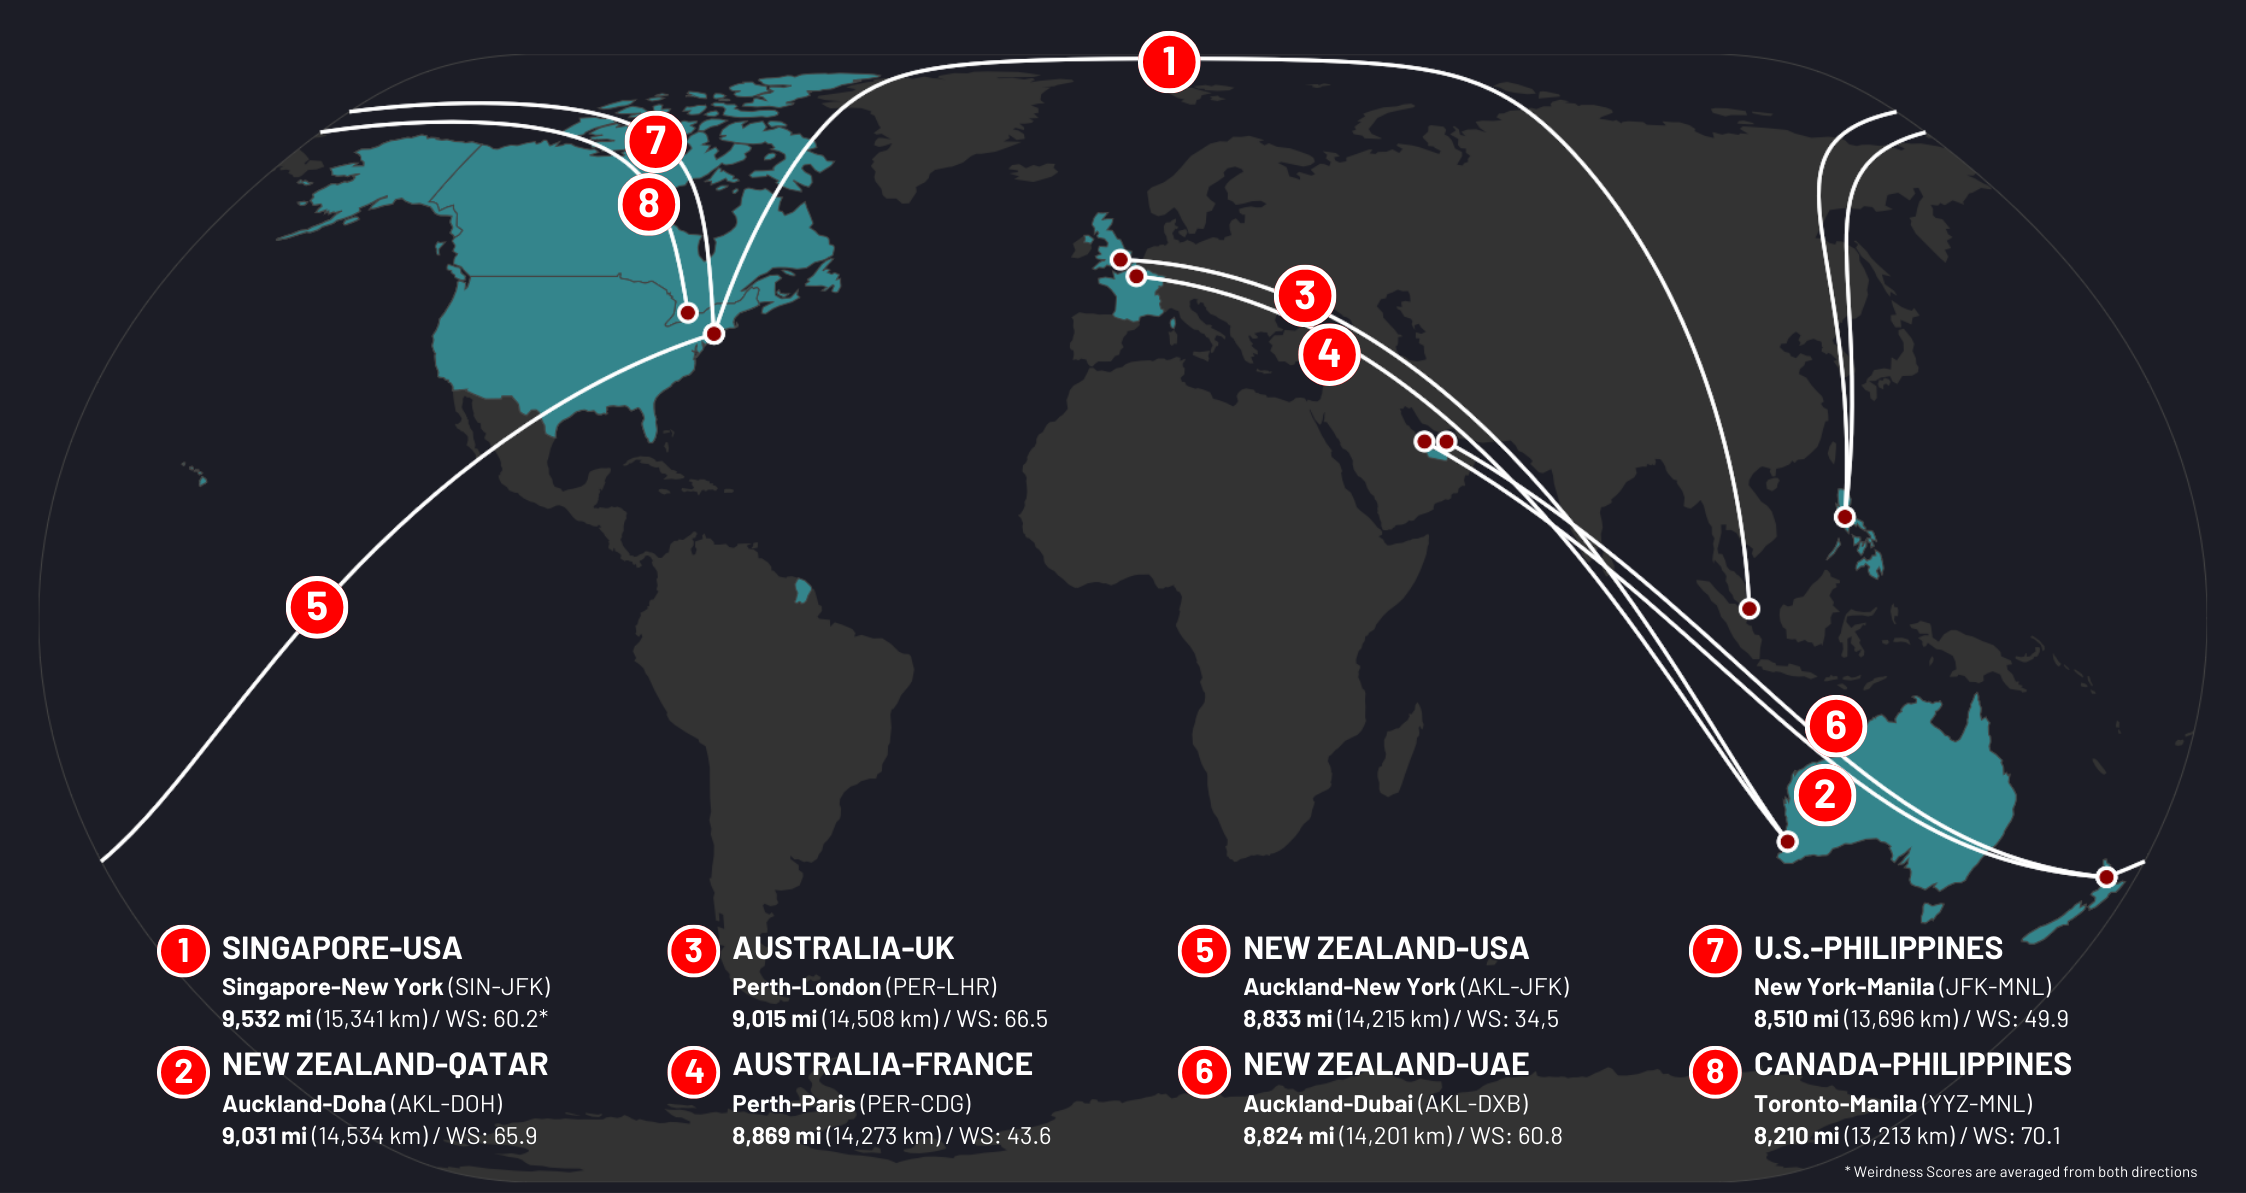 1
7
8
3
4
5
6
2
1 SINGAPORE-USA
Singapore-New York (SIN-JFK)
9,532 mi (15,341 km) / WS: 60.2*
2 NEW ZEALAND-QATAR
Auckland-Doha (AKL-DOH)
9,031 mi (14,534 km) / WS: 65.9
3 AUSTRALIA-UK
Perth-London (PER-LHR)
9,015 mi (14,508 km) / WS: 66.5
4 AUSTRALIA-FRANCE
Perth-Paris (PER-CDG)
8,869 mi (14,273 km) / WS: 43.6
5 NEW ZEALAND-USA
Auckland-New York (AKL-JFK)
8,833 mi (14,215 km) / WS: 34,5
6 NEW ZEALAND-UAE
Auckland-Dubai (AKL-DXB)
8,824 mi (14,201 km) / WS: 60.8
7 U.S.-PHILIPPINES
New York-Manila (JFK-MNL)
8,510 mi (13,696 km) / WS: 49.9
8 CANADA-PHILIPPINES
Toronto-Manila (YYZ-MNL)
8,210 mi (13,213 km) / WS: 70.1
* Weirdness Scores are averaged from both directions